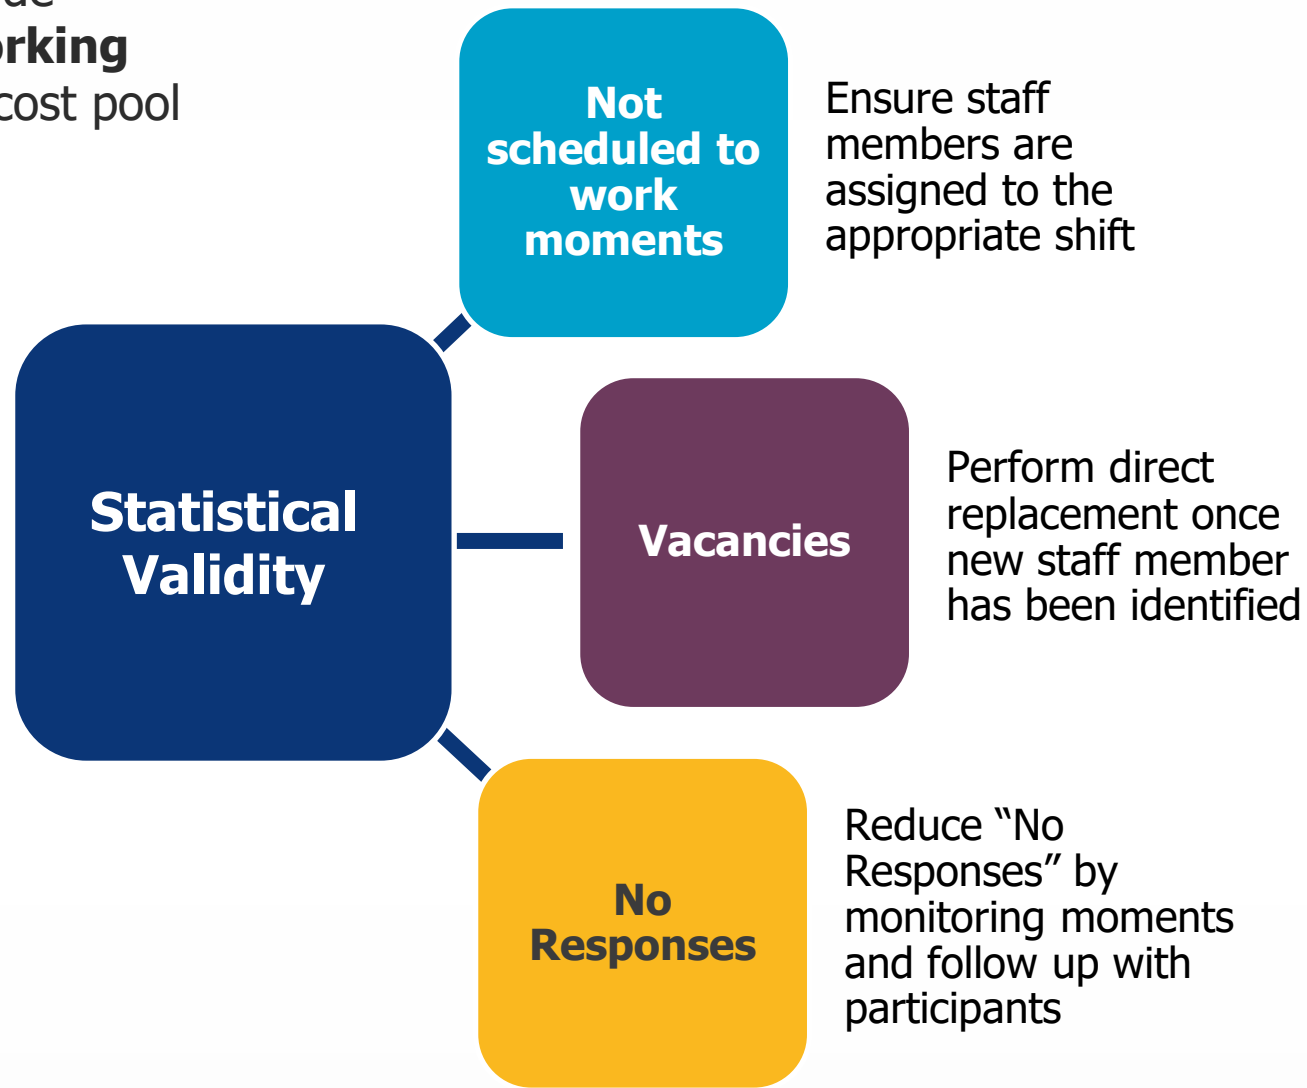 cost pool
Not
scheduled to
work
moments
Ensure staff
members are
assigned to the
appropriate shift
Statistical
Validity
Vacancies
Perform direct
replacement once
new staff member
has been identified
No
Responses
Reduce “No
Responses” by
monitoring moments
and follow up with
participants